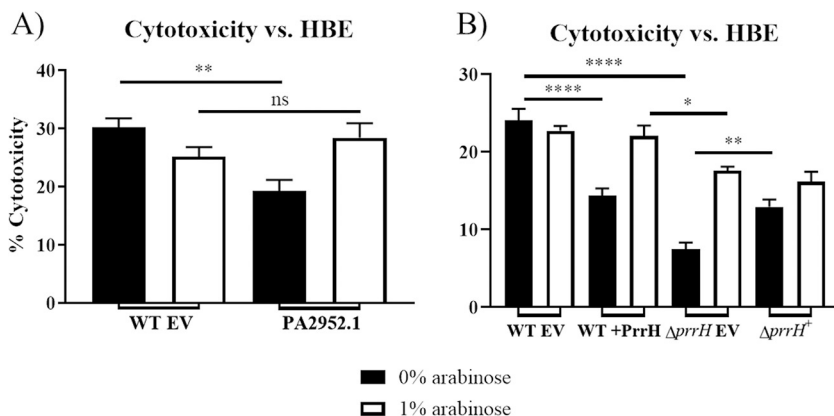 A)
Cytotoxicity vs. HBE
% Cytotoxicity
40
30
20
10
0
**
ns
WT EV
PA2952.1
B)
Cytotoxicity vs. HBE
30
20
10
0
****
****
*
**
WT EV
WT +PrrH
ΔprrH EV
ΔprrH⁺
0% arabinose
1% arabinose